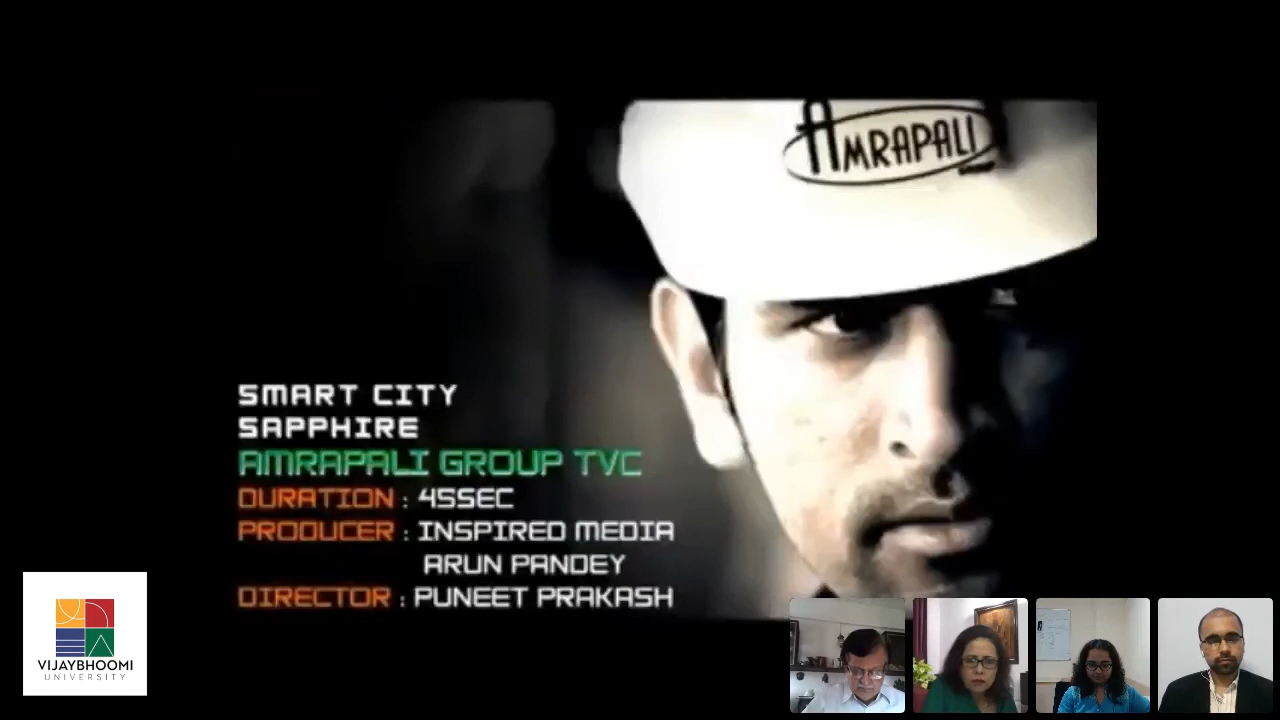 AMRAPALI
SMART CITY
SAPPHIRE
AMRAPALI GROUP TVC
DURATION : 45SEC
PRODUCER : INSPIRED MEDIA
ARUN PANDEY
DIRECTOR : PUNEET PRAKASH
VIJAYBHOOMI
UNIVERSITY